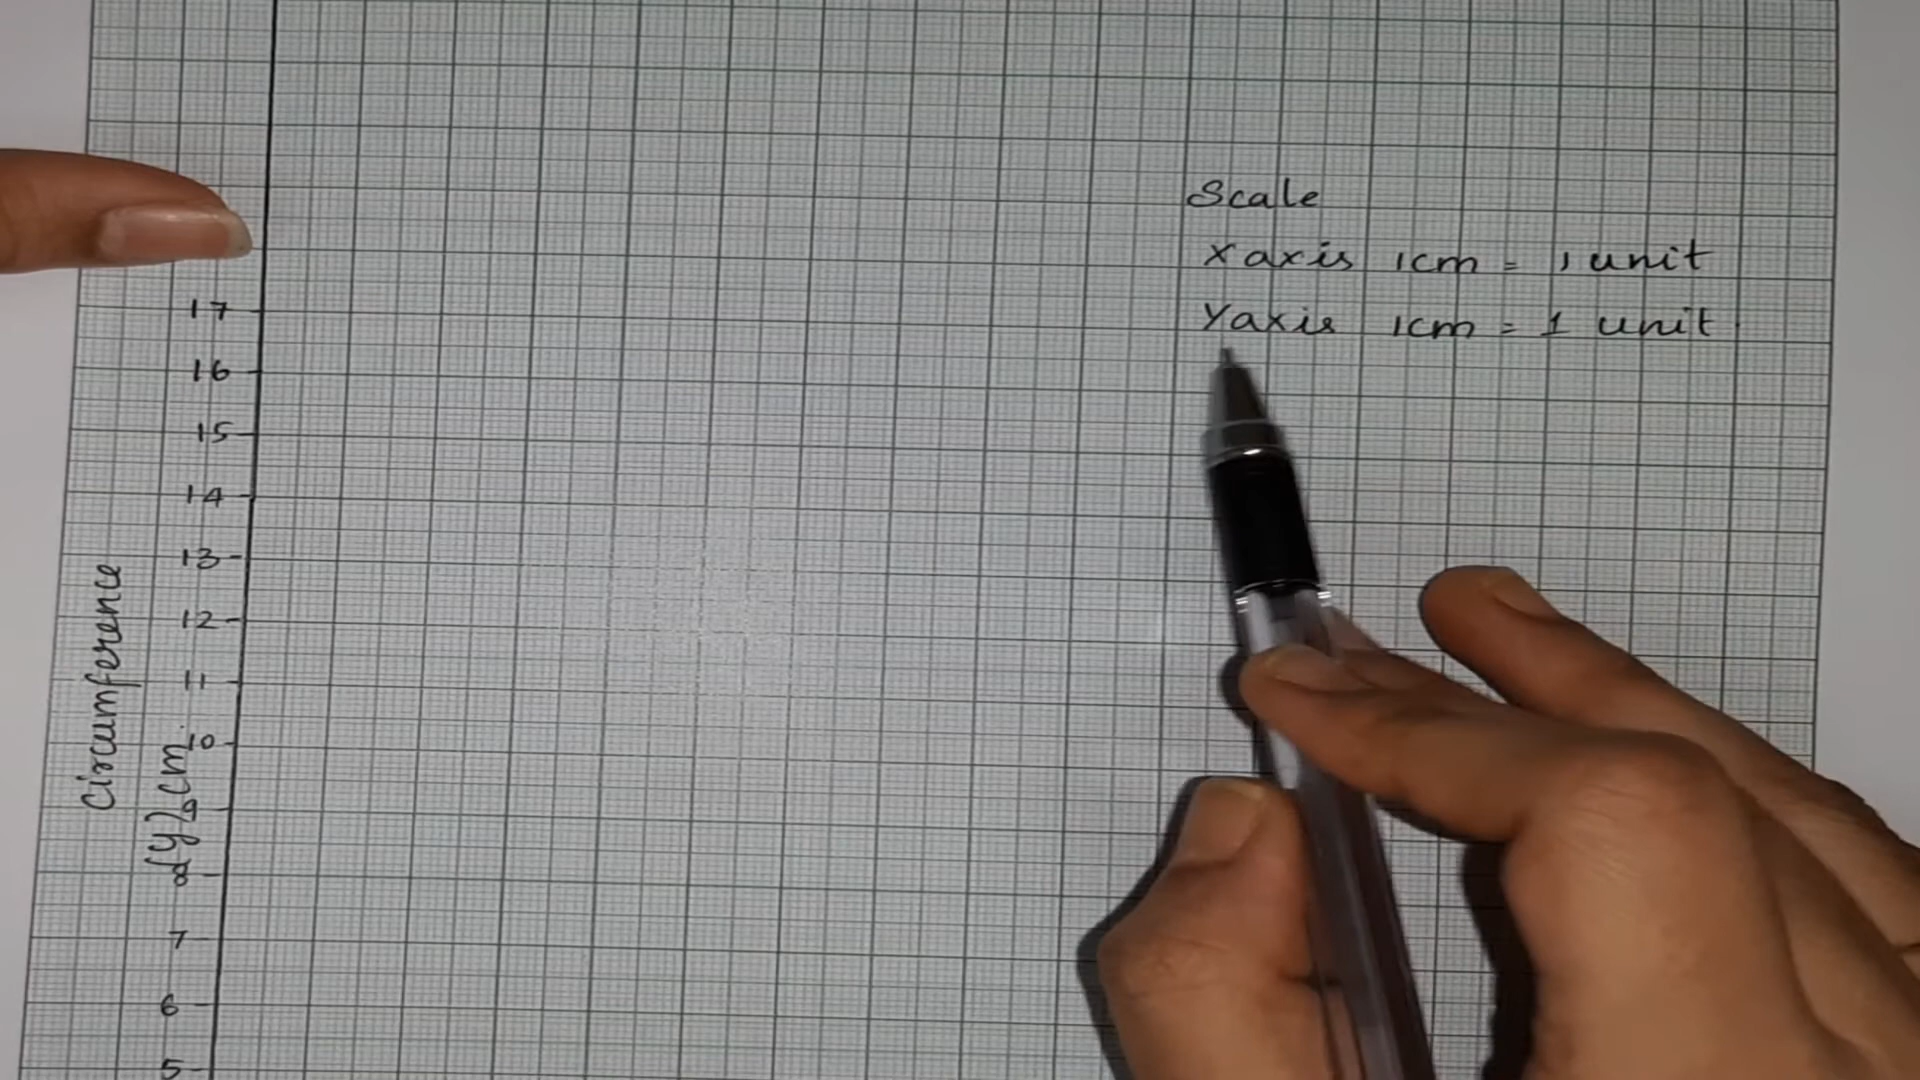 Scale
X axis 1cm = 1 unit
Y axis 1cm = 1 unit
17
16
15
14
13
12
11
10
9
8
7
6
5
Circumference
(Y) cm.